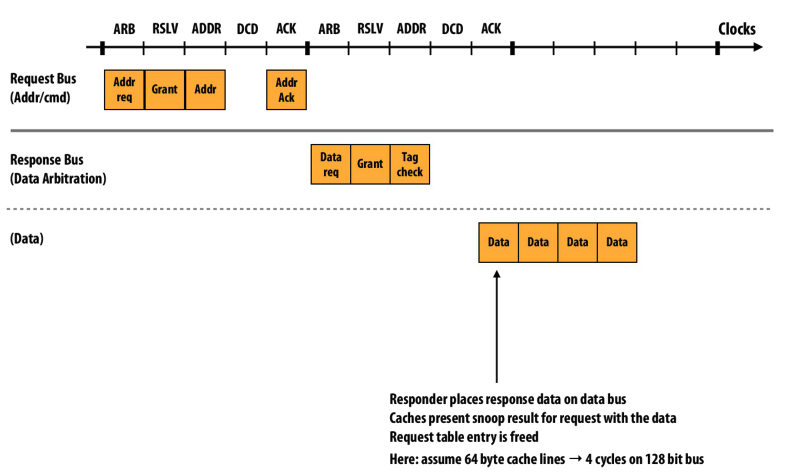 ARB RSLV ADDR DCD ACK ARB RSLV ADDR DCD ACK Clocks
Request Bus
(Addr/cmd)
Addr
req
Grant
Addr
Addr
Ack
Response Bus
(Data Arbitration)
Data
req
Grant
Tag
check
(Data)
Data Data Data Data
Responder places response data on data bus
Caches present snoop result for request with the data
Request table entry is freed
Here: assume 64 byte cache lines → 4 cycles on 128 bit bus